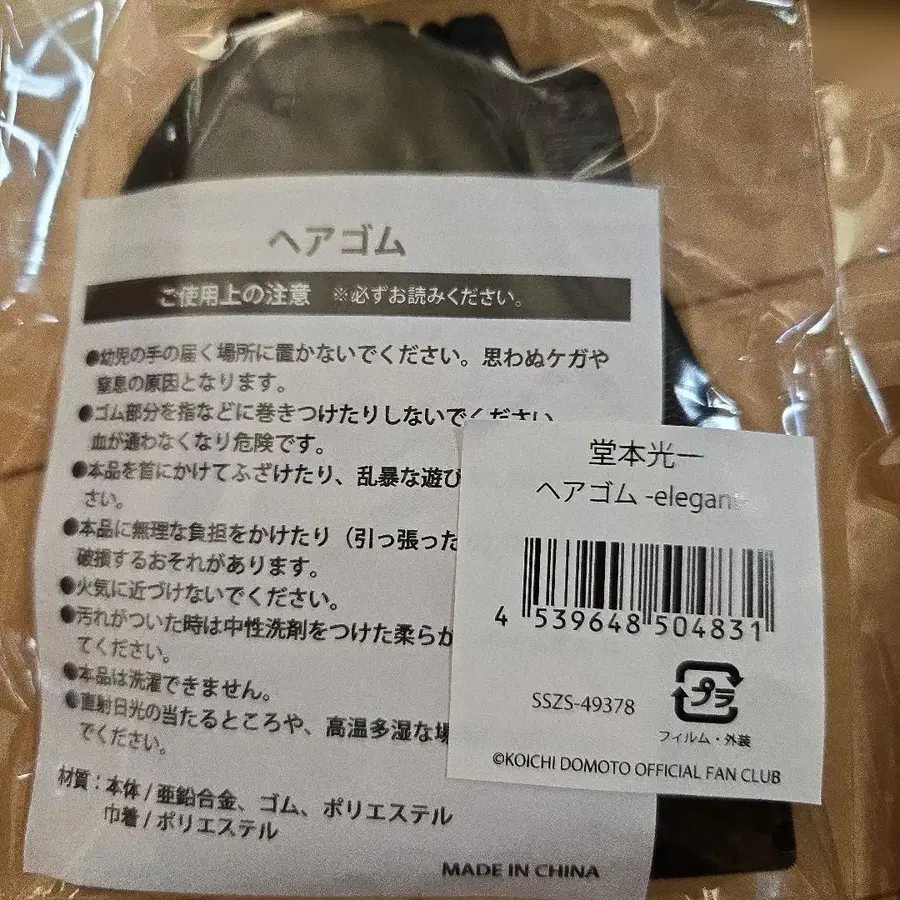 ヘアゴム
ご使用上の注意 ※必ずお読みください。
●幼児の手の届く場所に置かないでください。思わぬケガや
窒息の原因となります。
●ゴム部分を指などに巻きつけたりしないでください
血が通わなくなり危険です。
●本品を首にかけてふざけたり、乱暴な遊び
さい。
●本品に無理な負担をかけたり（引っ張った
破損するおそれがあります。
●火気に近づけないでください。
●汚れがついた時は中性洗剤をつけた柔らか
てください。
●本品は洗濯できません。
●直射日光の当たるところや、高温多湿な場
でください。
材質：本体/亜鉛合金、ゴム、ポリエステル
巾着/ポリエステル
MADE IN CHINA
堂本光一
ヘアゴム -elegant-
4 539648 504831
SSZS-49378
プラ
フィルム・外装
©KOICHI DOMOTO OFFICIAL FAN CLUB